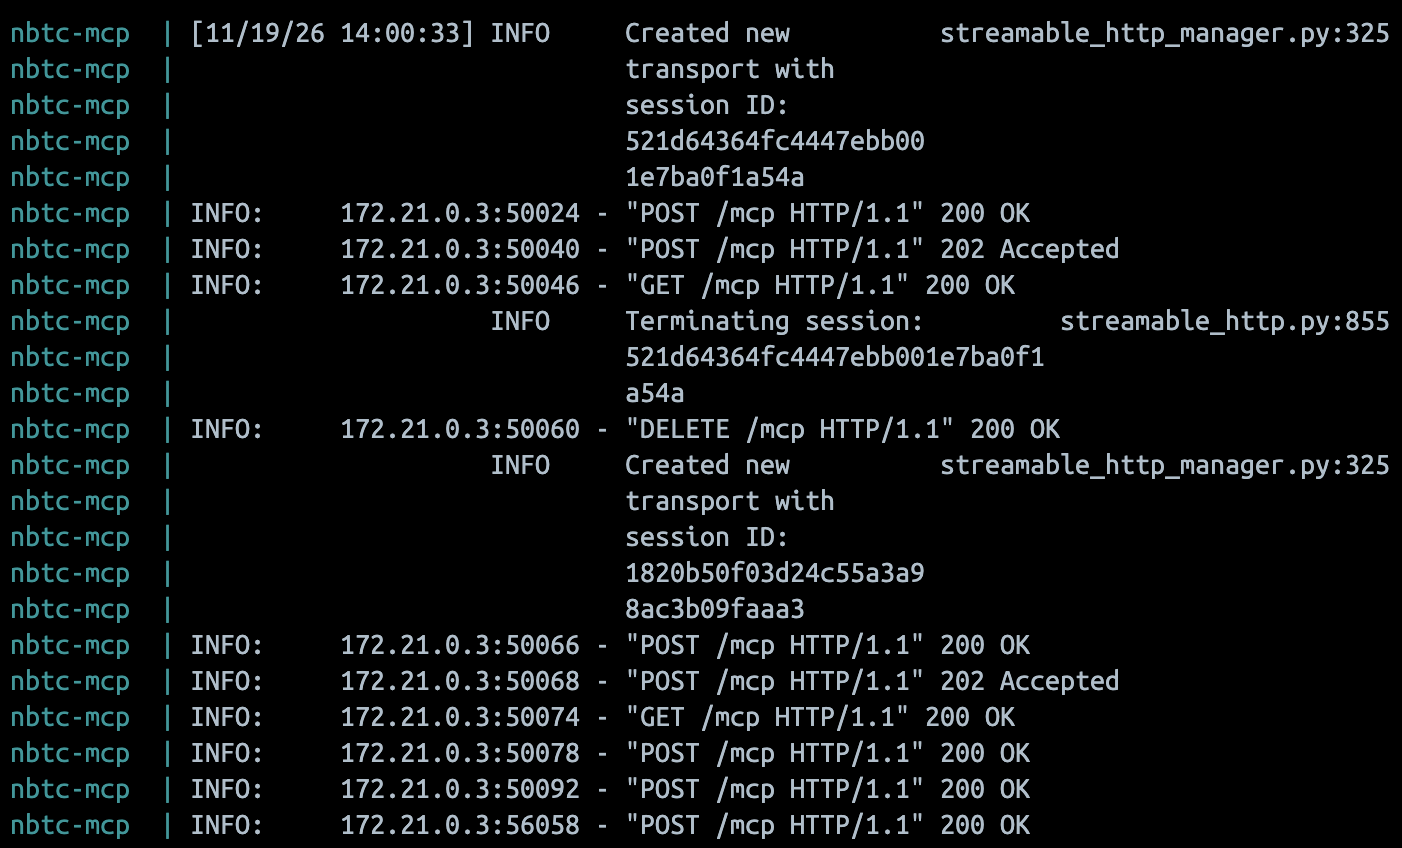 nbtc-mcp | [11/19/26 14:00:33] INFO Created new streamable_http_manager.py:325
nbtc-mcp | transport with
nbtc-mcp | session ID:
nbtc-mcp | 521d64364fc4447ebb00
nbtc-mcp | 1e7ba0f1a54a
nbtc-mcp | INFO: 172.21.0.3:50024 - "POST /mcp HTTP/1.1" 200 OK
nbtc-mcp | INFO: 172.21.0.3:50040 - "POST /mcp HTTP/1.1" 202 Accepted
nbtc-mcp | INFO: 172.21.0.3:50046 - "GET /mcp HTTP/1.1" 200 OK
nbtc-mcp | INFO Terminating session: streamable_http.py:855
nbtc-mcp | 521d64364fc4447ebb001e7ba0f1
nbtc-mcp | a54a
nbtc-mcp | INFO: 172.21.0.3:50060 - "DELETE /mcp HTTP/1.1" 200 OK
nbtc-mcp | INFO Created new streamable_http_manager.py:325
nbtc-mcp | transport with
nbtc-mcp | session ID:
nbtc-mcp | 1820b50f03d24c55a3a9
nbtc-mcp | 8ac3b09faaa3
nbtc-mcp | INFO: 172.21.0.3:50066 - "POST /mcp HTTP/1.1" 200 OK
nbtc-mcp | INFO: 172.21.0.3:50068 - "POST /mcp HTTP/1.1" 202 Accepted
nbtc-mcp | INFO: 172.21.0.3:50074 - "GET /mcp HTTP/1.1" 200 OK
nbtc-mcp | INFO: 172.21.0.3:50078 - "POST /mcp HTTP/1.1" 200 OK
nbtc-mcp | INFO: 172.21.0.3:50092 - "POST /mcp HTTP/1.1" 200 OK
nbtc-mcp | INFO: 172.21.0.3:56058 - "POST /mcp HTTP/1.1" 200 OK